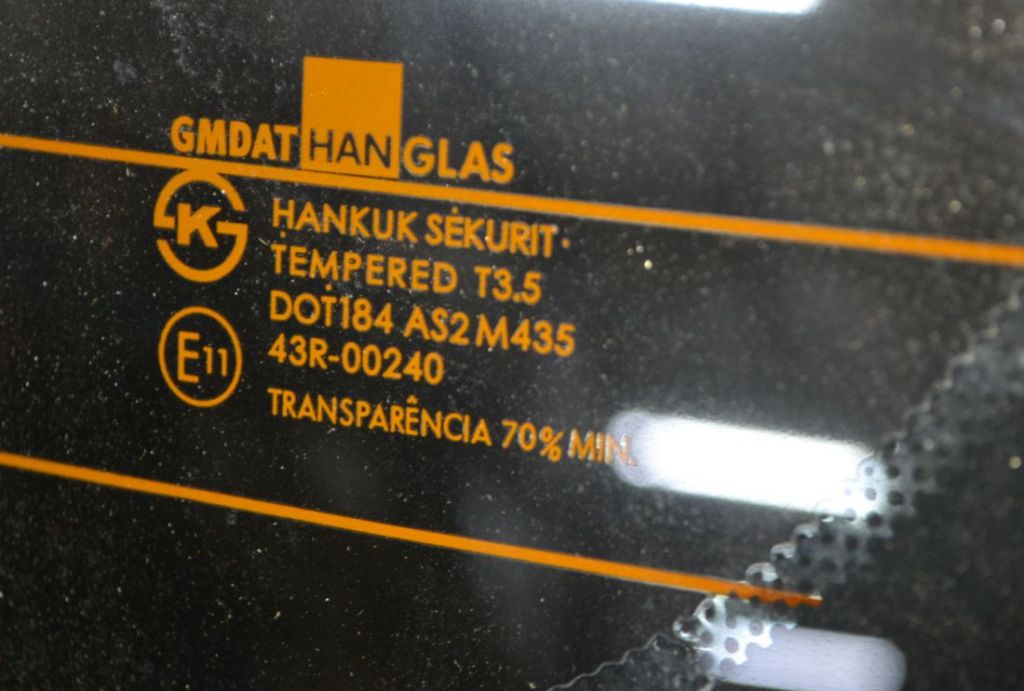 GMDAT HAN GLAS
K
HANKUK SEKURIT
TEMPERED T3.5
DOT184 AS2 M435
E11
43R-00240
TRANSPARÊNCIA 70% MIN.